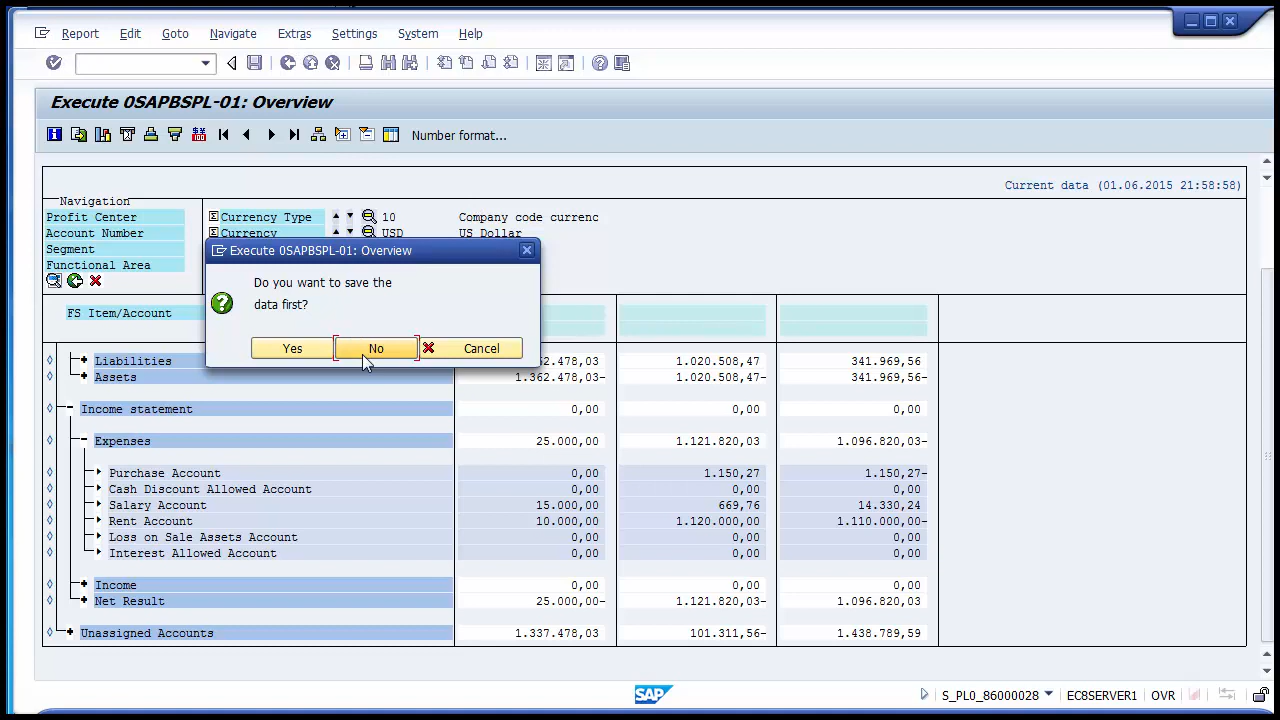 Report Edit Goto Navigate Extras Settings System Help
Execute 0SAPBSPL-01: Overview
Number format...
Current data (01.06.2015 21:58:58)
Navigation
Profit Center Currency Type 10 Company code currenc
Account Number Currency USD US Dollar
Segment
Functional Area
Execute 0SAPBSPL-01: Overview
Do you want to save the
data first?
Yes No Cancel
FS Item/Account
Liabilities 62.478,03 1.020.508,47 341.969,56
Assets 1.362.478,03- 1.020.508,47- 341.969,56-
Income statement 0,00 0,00 0,00
Expenses 25.000,00 1.121.820,03 1.096.820,03-
Purchase Account 0,00 1.150,27 1.150,27-
Cash Discount Allowed Account 0,00 0,00 0,00
Salary Account 15.000,00 669,76 14.330,24
Rent Account 10.000,00 1.120.000,00 1.110.000,00-
Loss on Sale Assets Account 0,00 0,00 0,00
Interest Allowed Account 0,00 0,00 0,00
Income 0,00 0,00 0,00
Net Result 25.000,00- 1.121.820,03- 1.096.820,03
Unassigned Accounts 1.337.478,03 101.311,56- 1.438.789,59
SAP S_PL0_86000028 ECSSERVER1 OVR